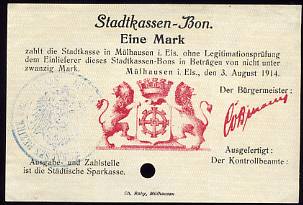 Stadtkassen-Bon.
Eine Mark
zahlt die Stadtkasse in Mülhausen i. Els. ohne Legitimationsprüfung
dem Einlieferer dieses Stadtkassen-Bons in Beträgen von nicht unter
zwanzig Mark.
Mülhausen i. Els., den 3. August 1914.
Der Bürgermeister:
Ausgabe- und Zahlstelle
ist die Städtische Sparkasse.
Ausgefertigt:
Der Kontrollbeamte:
Ch. Bahy, Mülhausen